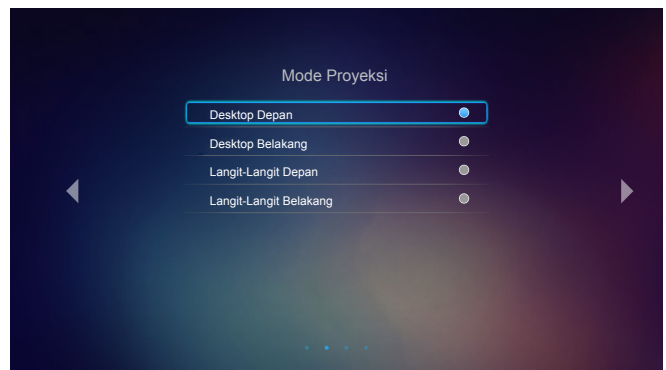 Mode Proyeksi
Desktop Depan
Desktop Belakang
Langit-Langit Depan
Langit-Langit Belakang